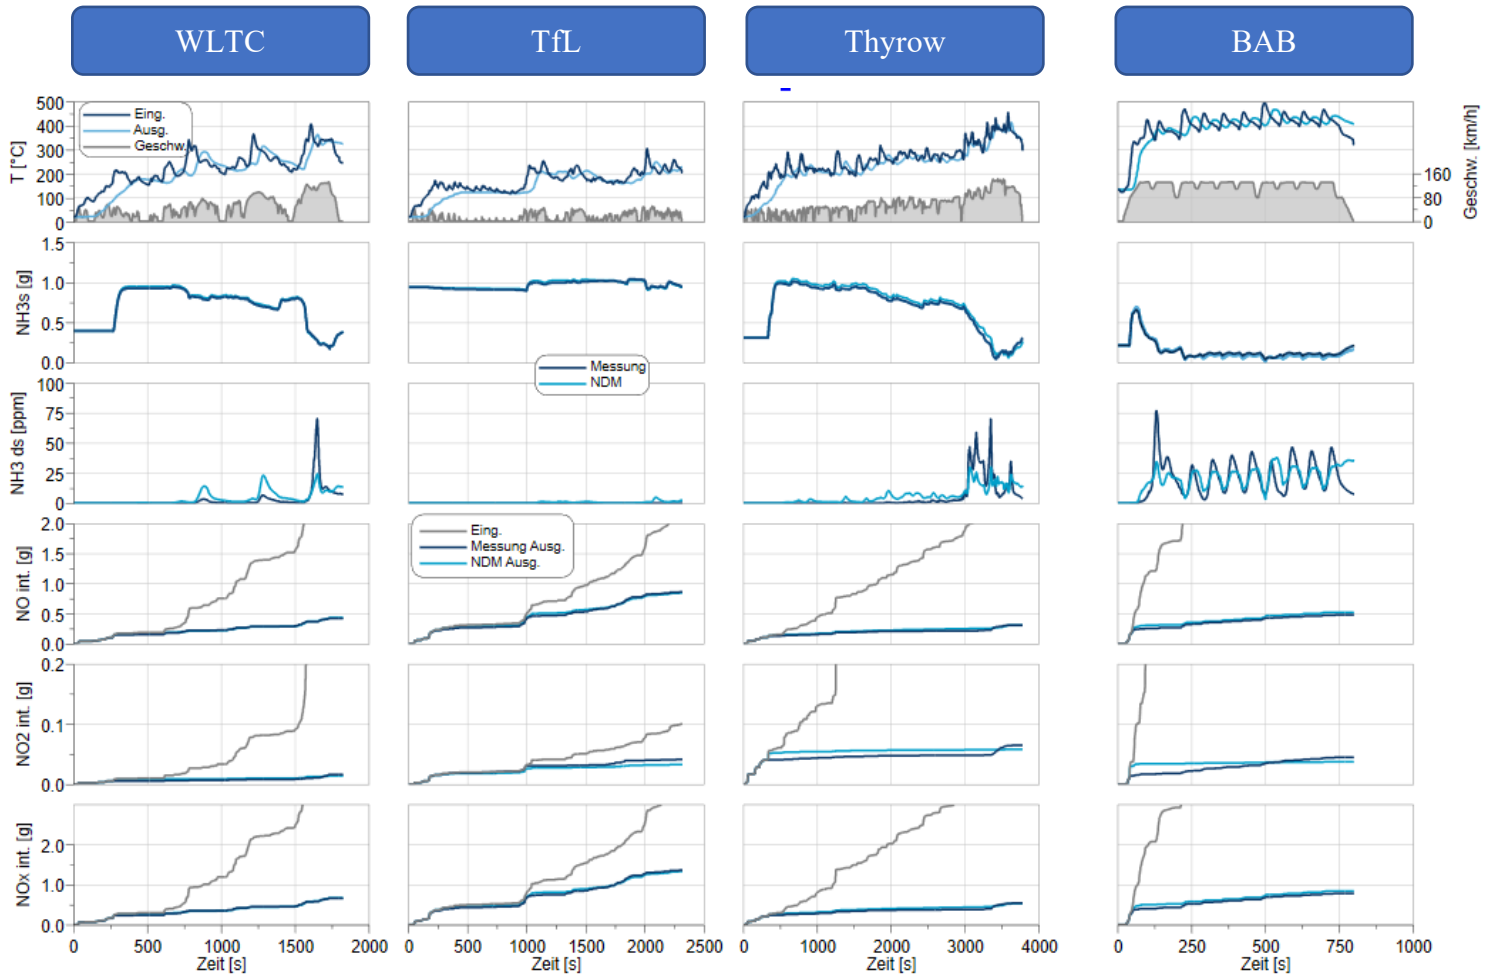 WLTC
TfL
Thyrow
BAB
-
T [°C]
500
400
300
200
100
0
Eing.
Ausg.
Geschw.
160
80
0
Geschw. [km/h]
NH3s [g]
1.5
1.0
0.5
0.0
Messung
NDM
NH3 ds [ppm]
100
75
50
25
0
NO int. [g]
2.0
1.5
1.0
0.5
0.0
Eing.
Messung Ausg.
NDM Ausg.
NO2 int. [g]
0.2
0.1
0.0
NOx int. [g]
2.0
1.0
0.0
0 500 1000 1500 2000
Zeit [s]
0 500 1000 1500 2000 2500
Zeit [s]
0 1000 2000 3000 4000
Zeit [s]
0 250 500 750 1000
Zeit [s]